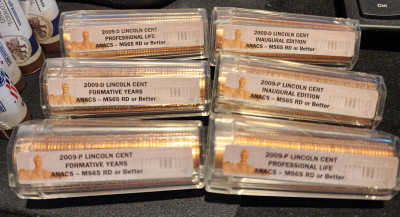 2009-D LINCOLN CENT
PROFESSIONAL LIFE
ANACS - MS65 RD or Better
2009-D LINCOLN CENT
INAUGURAL EDITION
ANACS - MS65 RD or Better
2009-D LINCOLN CENT
FORMATIVE YEARS
ANACS - MS65 RD or Better
2009-P LINCOLN CENT
INAUGURAL EDITION
ANACS - MS65 RD or Better
2009-P LINCOLN CENT
FORMATIVE YEARS
ANACS - MS65 RD or Better
2009-P LINCOLN CENT
PROFESSIONAL LIFE
ANACS - MS65 RD or Better
Ctrl